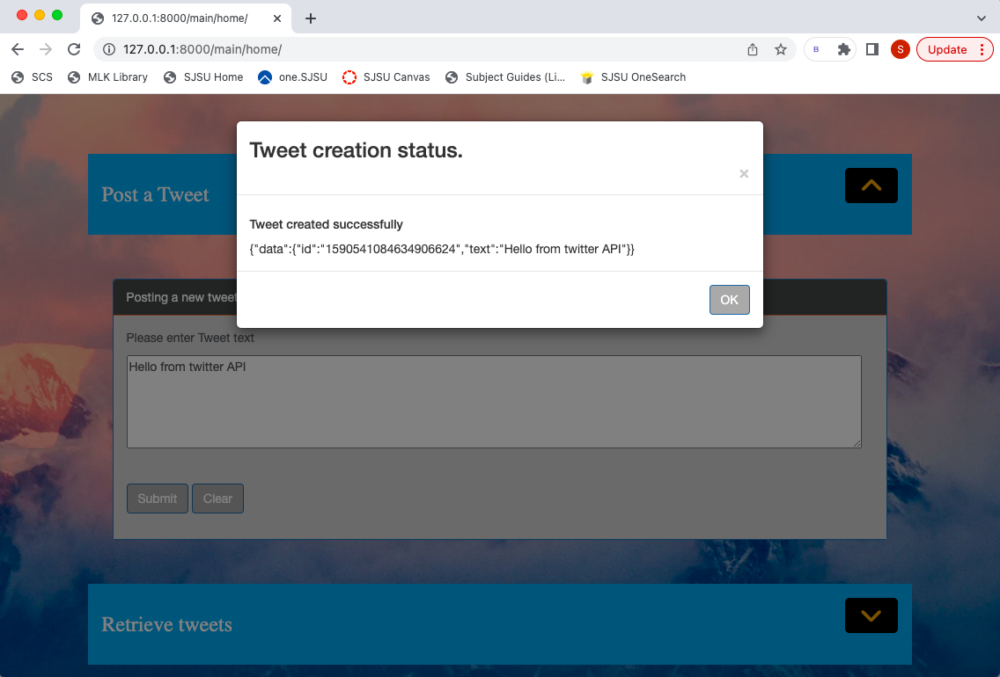 127.0.0.1:8000/main/home/
127.0.0.1:8000/main/home/
B
S
Update
SCS
MLK Library
SJSU Home
one.SJSU
SJSU Canvas
Subject Guides (Li...
SJSU OneSearch
Tweet creation status.
×
Post a Tweet
Tweet created successfully
{"data":{"id":"1590541084634906624","text":"Hello from twitter API"}}
OK
Posting a new tweet
Please enter Tweet text
Hello from twitter API
Submit
Clear
Retrieve tweets